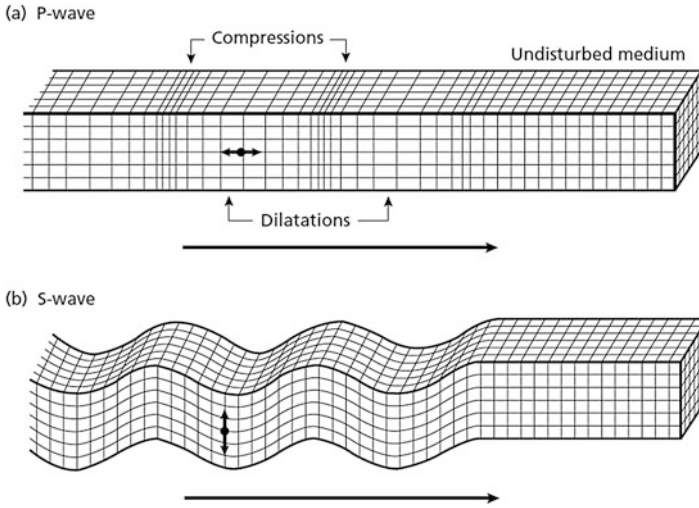 (a) P-wave
Compressions
Undisturbed medium
Dilatations
(b) S-wave